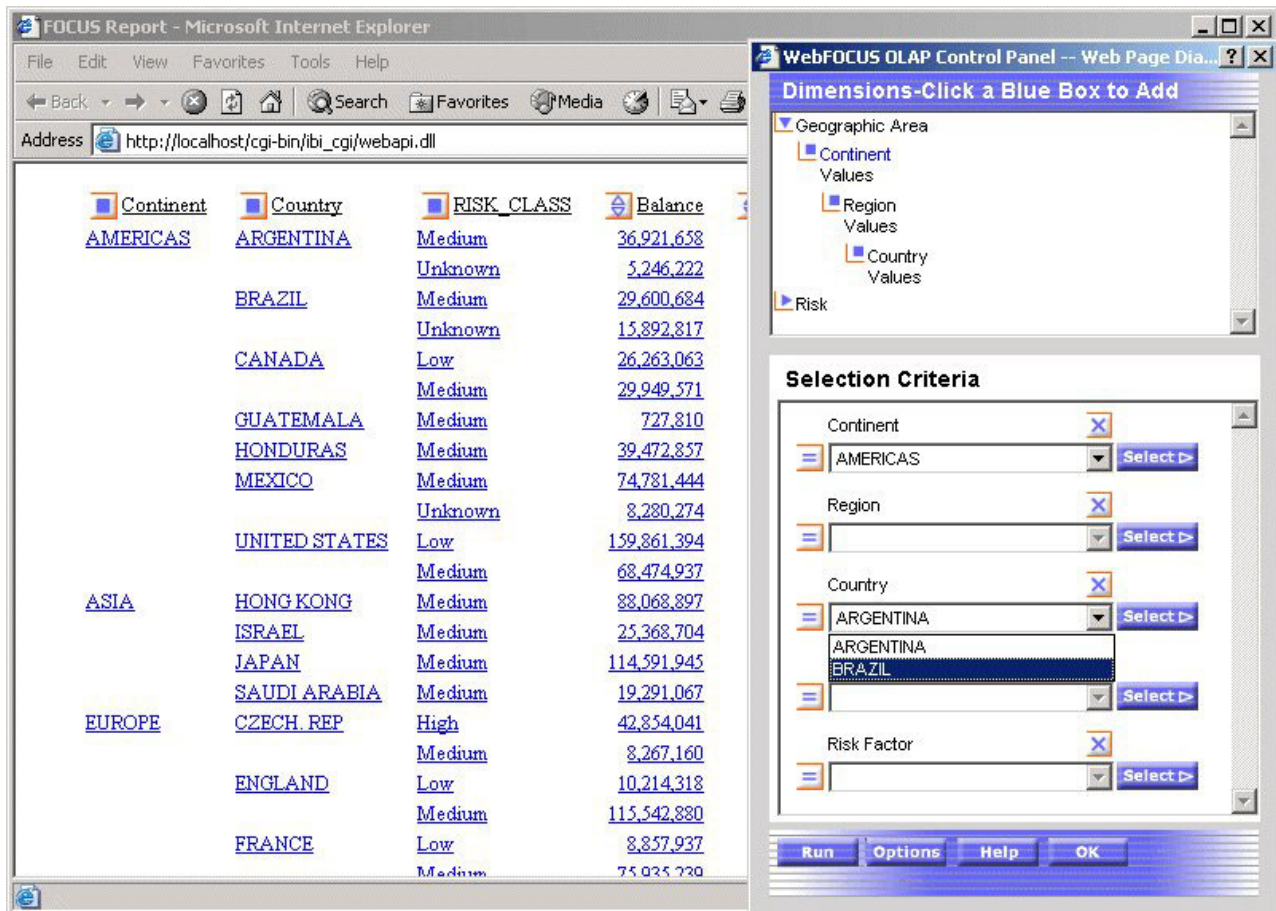 FOCUS Report - Microsoft Internet Explorer
File Edit View Favorites Tools Help
Back Search Favorites Media
Address http://localhost/cgi-bin/ibi_cgi/webapi.dll
Continent Country RISK_CLASS Balance
AMERICAS ARGENTINA Medium 36,921,658
Unknown 5,246,222
BRAZIL Medium 29,600,684
Unknown 15,892,817
CANADA Low 26,263,063
Medium 29,949,571
GUATEMALA Medium 727,810
HONDURAS Medium 39,472,857
MEXICO Medium 74,781,444
Unknown 8,280,274
UNITED STATES Low 159,861,394
Medium 68,474,937
ASIA HONG KONG Medium 88,068,897
ISRAEL Medium 25,368,704
JAPAN Medium 114,591,945
SAUDI ARABIA Medium 19,291,067
EUROPE CZECH. REP High 42,854,041
Medium 8,267,160
ENGLAND Low 10,214,318
Medium 115,542,880
FRANCE Low 8,857,937
Medium 75,935,239
WebFOCUS OLAP Control Panel -- Web Page Dia...
Dimensions-Click a Blue Box to Add
Geographic Area
Continent
Values
Region
Values
Country
Values
Risk
Selection Criteria
Continent
= AMERICAS Select
Region
= Select
Country
= ARGENTINA Select
ARGENTINA
BRAZIL
= Select
Risk Factor
= Select
Run Options Help OK